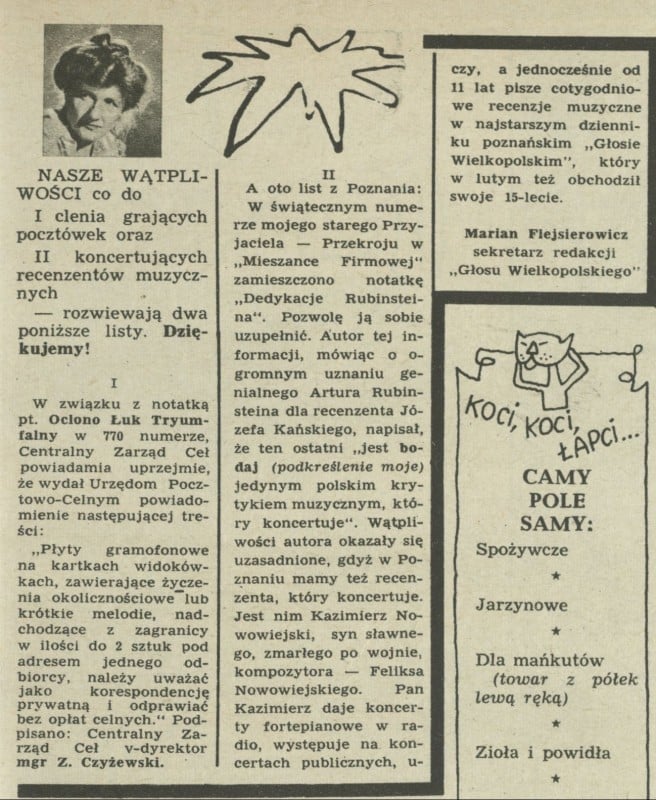 NASZE WĄTPLI-
WOŚCI co do
I clenia grających
pocztówek oraz
II koncertujących
recenzentów muzycz-
nych
— rozwiewają dwa
poniższe listy. Dzię-
kujemy!
I
W związku z notatką
pt. Oclono Łuk Tryum-
falny w 770 numerze,
Centralny Zarząd Ceł
powiadamia uprzejmie,
że wydał Urzędom Pocz-
towo-Celnym powiado-
mienie następującej tre-
ści:
„Płyty gramofonowe
na kartkach widoków-
kach, zawierające życze-
nia okolicznościowe lub
krótkie melodie, nad-
chodzące z zagranicy
w ilości do 2 sztuk pod
adresem jednego od-
biorcy, należy uważać
jako korespondencję
prywatną i odprawiać
bez opłat celnych.“ Pod-
pisano: Centralny Za-
rząd Ceł v-dyrektor
mgr Z. Czyżewski.
II
A oto list z Poznania:
W świątecznym nume-
rze mojego starego Przy-
jaciela — Przekroju w
„Mieszance Firmowej“
zamieszczono notatkę
„Dedykacje Rubinstei-
na“. Pozwolę ją sobie
uzupełnić. Autor tej in-
formacji, mówiąc o o-
gromnym uznaniu ge-
nialnego Artura Rubin-
steina dla recenzenta Jó-
zefa Kańskiego, napisał,
że ten ostatni „jest bo-
daj (podkreślenie moje)
jedynym polskim kry-
tykiem muzycznym, któ-
ry koncertuje“. Wątpli-
wości autora okazały się
uzasadnione, gdyż w Po-
znaniu mamy też recen-
zenta, który koncertuje.
Jest nim Kazimierz No-
wowiejski, syn sławne-
go, zmarłego po wojnie,
kompozytora — Feliksa
Nowowiejskiego. Pan
Kazimierz daje koncer-
ty fortepianowe w ra-
dio, występuje na kon-
certach publicznych, u-
czy, a jednocześnie od
11 lat pisze cotygodnio-
we recenzje muzyczne
w najstarszym dzienni-
ku poznańskim „Głosie
Wielkopolskim“, który
w lutym też obchodził
swoje 15-lecie.
Marian Flejsierowicz
sekretarz redakcji
„Głosu Wielkopolskiego“
KOCI, KOCI,
ŁAPCI...
CAMY
POLE
SAMY:
Spożywcze
★
Jarzynowe
★
Dla mańkutów
(towar z półek
lewą ręką)
★
Zioła i powidła
★